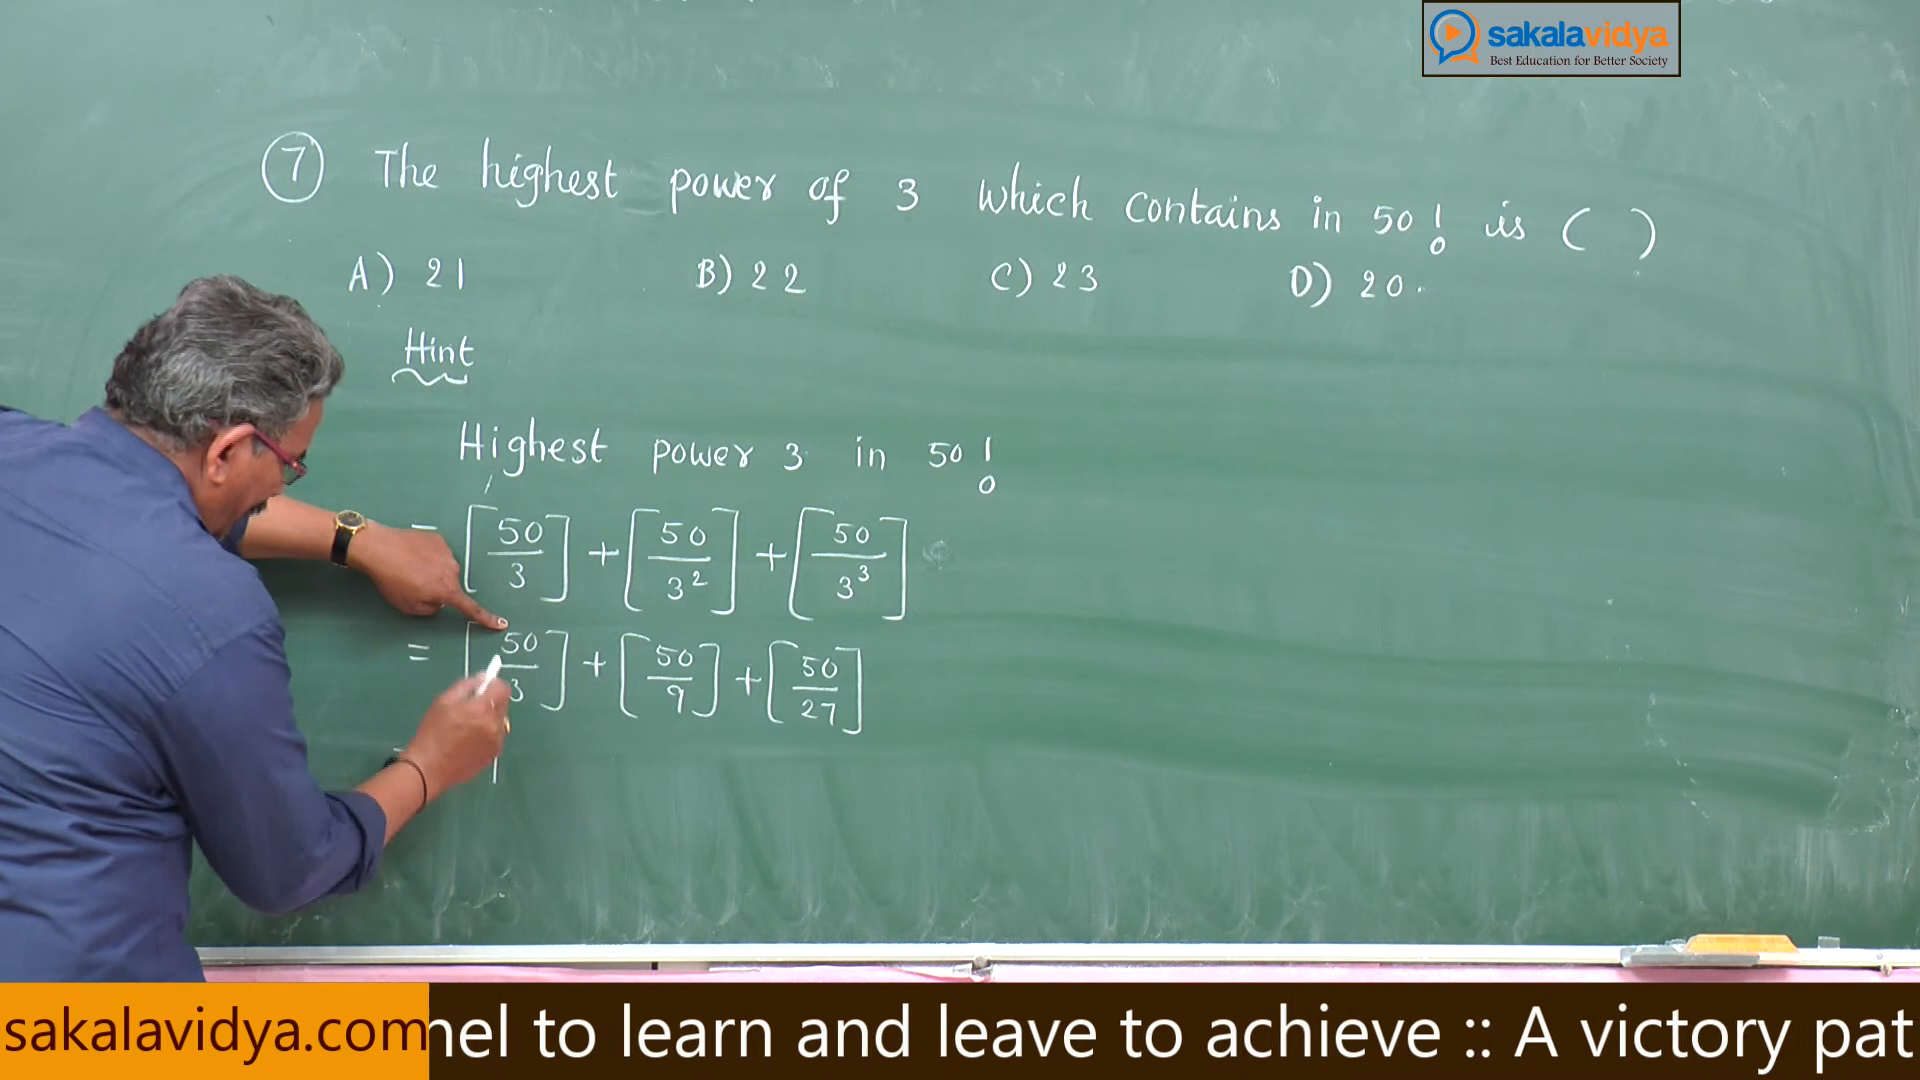 sakalavidya
Best Education for Better Society
7 The highest power of 3 which contains in 50! is ( )
A) 21 B) 22 C) 23 D) 20.
Hint
Highest power 3 in 50!
= [50/3] + [50/3²] + [50/3³]
= [50/3] + [50/9] + [50/27]
= 1
sakalavidya.com nel to learn and leave to achieve :: A victory pat